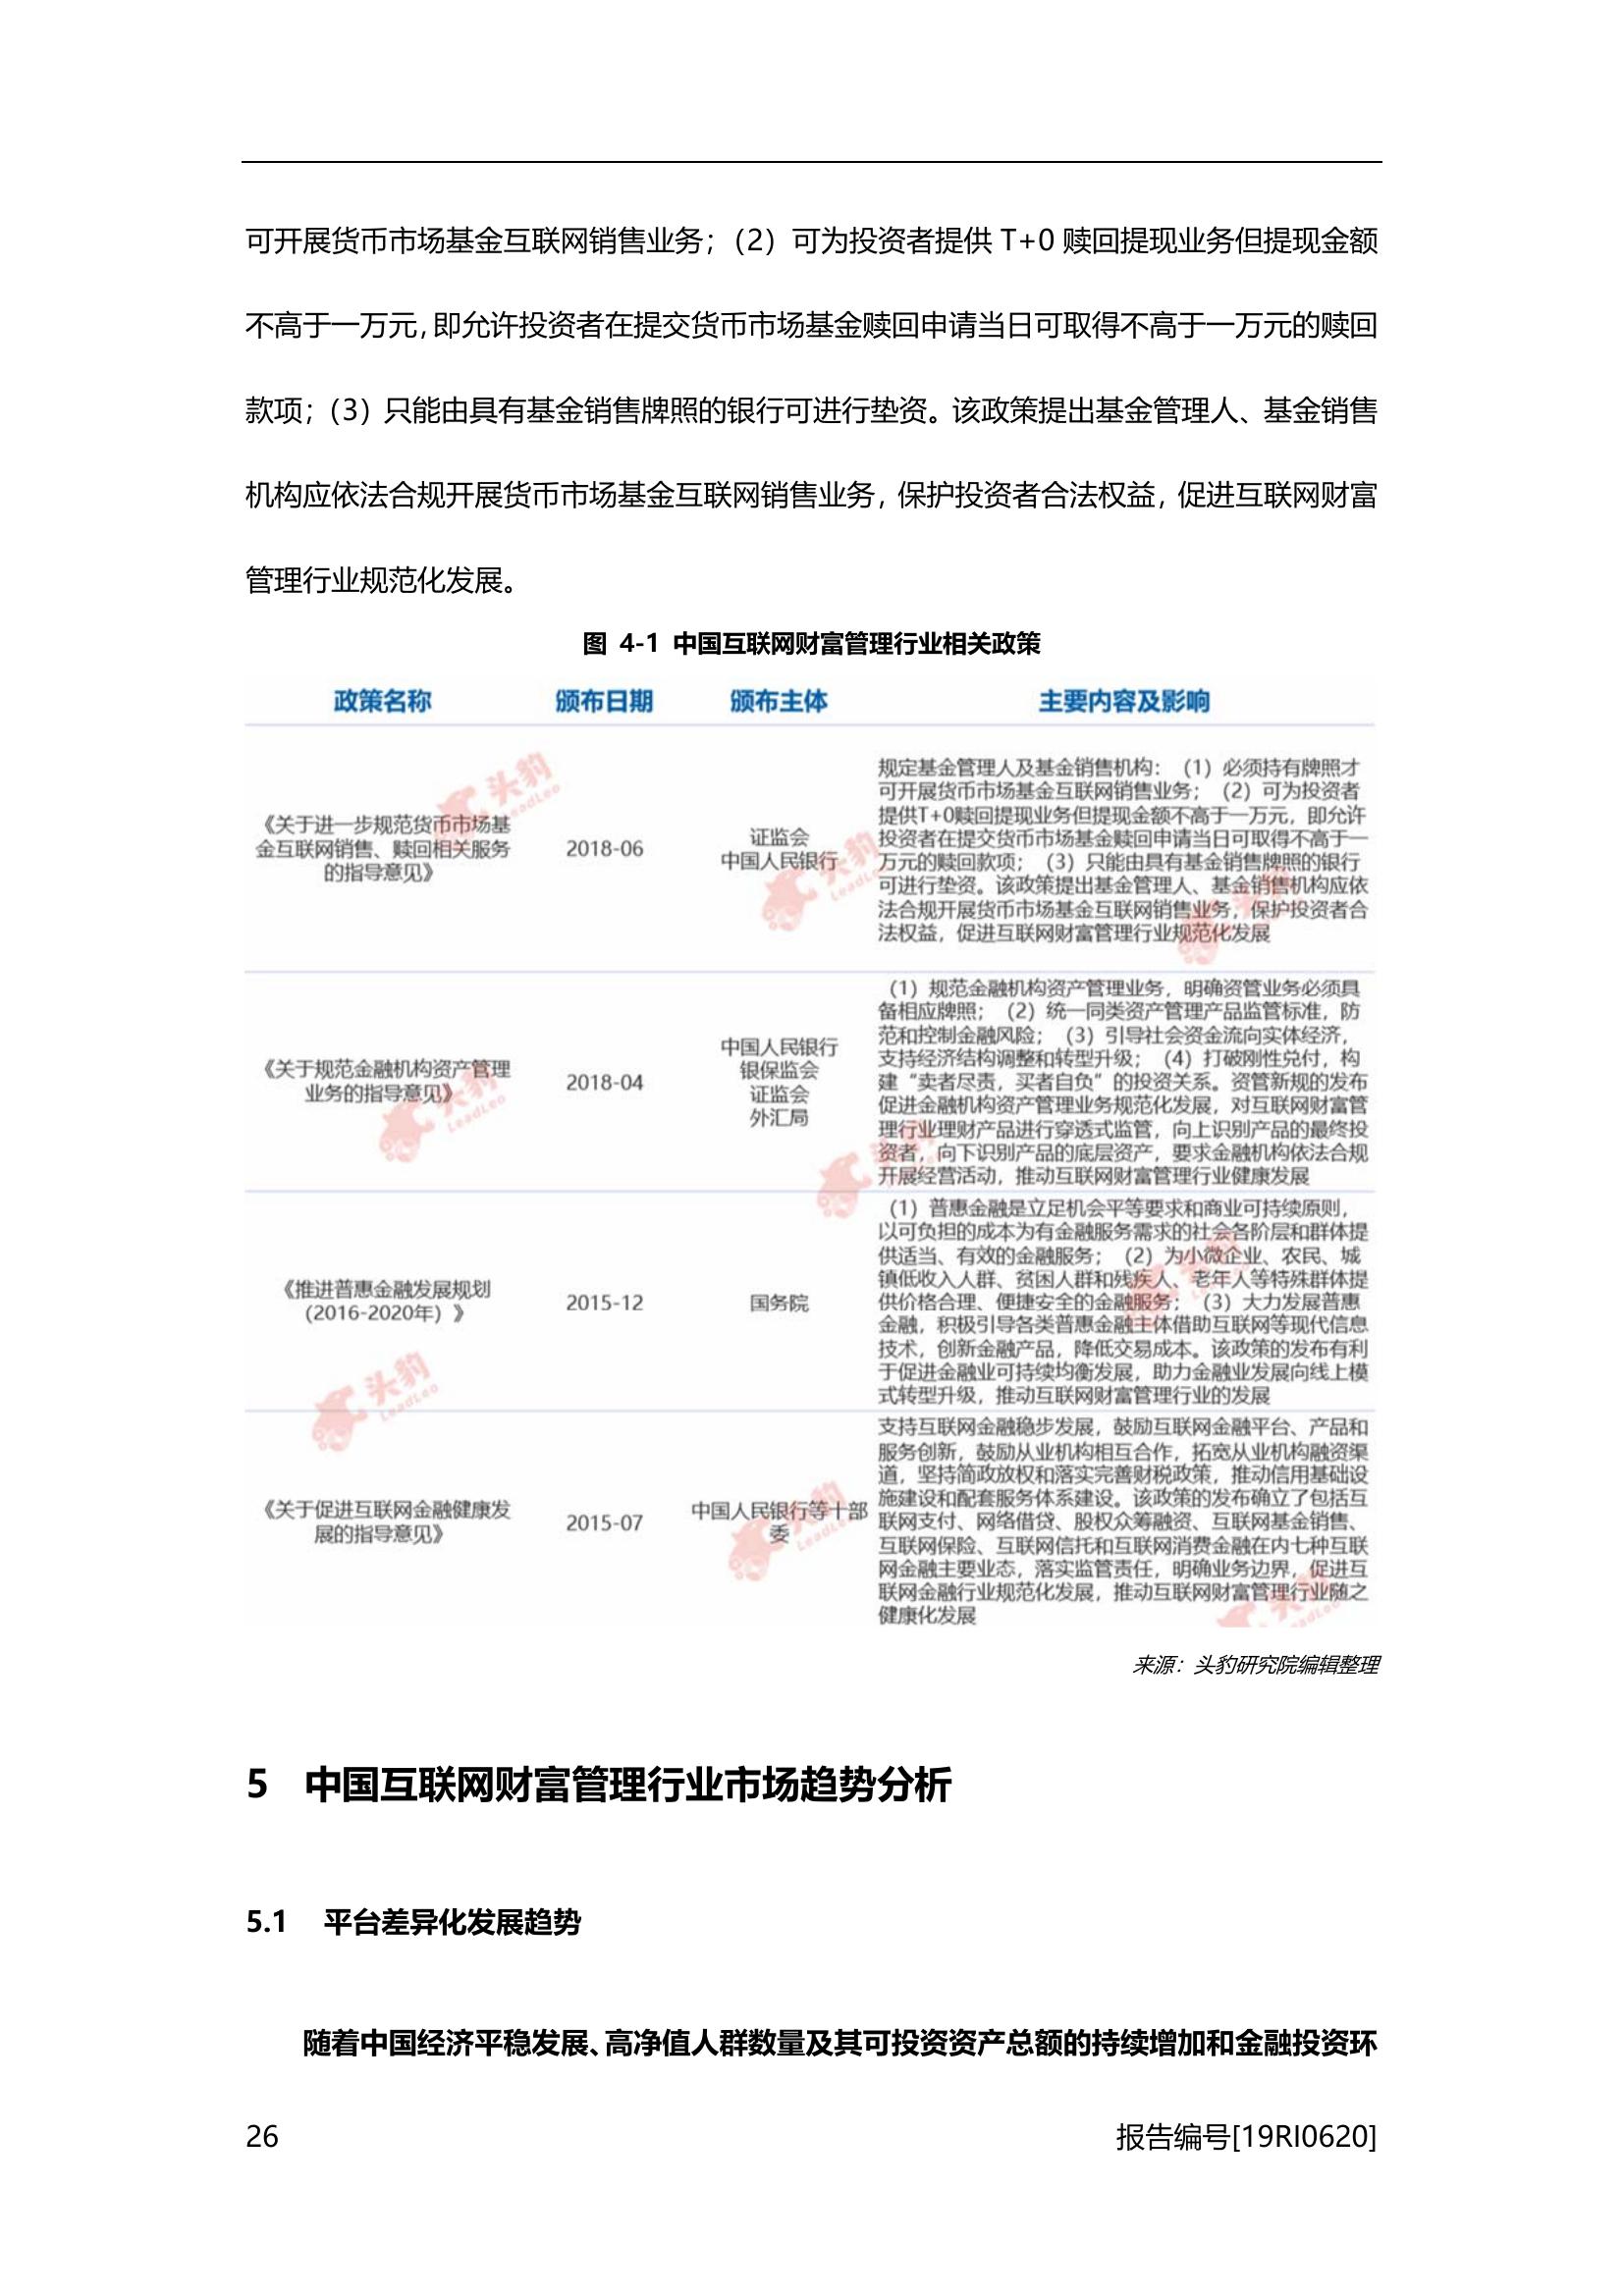 可开展货币市场基金互联网销售业务；（2）可为投资者提供 T+0 赎回提现业务但提现金额
不高于一万元，即允许投资者在提交货币市场基金赎回申请当日可取得不高于一万元的赎回
款项；（3）只能由具有基金销售牌照的银行可进行垫资。该政策提出基金管理人、基金销售
机构应依法合规开展货币市场基金互联网销售业务，保护投资者合法权益，促进互联网财富
管理行业规范化发展。
图 4-1 中国互联网财富管理行业相关政策
政策名称 颁布日期 颁布主体 主要内容及影响
《关于进一步规范货币市场基
金互联网销售、赎回相关服务
的指导意见》
2018-06
证监会
中国人民银行
规定基金管理人及基金销售机构：（1）必须持有牌照才
可开展货币市场基金互联网销售业务；（2）可为投资者
提供T+0赎回提现业务但提现金额不高于一万元，即允许
投资者在提交货币市场基金赎回申请当日可取得不高于一
万元的赎回款项；（3）只能由具有基金销售牌照的银行
可进行垫资。该政策提出基金管理人、基金销售机构应依
法合规开展货币市场基金互联网销售业务，保护投资者合
法权益，促进互联网财富管理行业规范化发展
《关于规范金融机构资产管理
业务的指导意见》
2018-04
中国人民银行
银保监会
证监会
外汇局
（1）规范金融机构资产管理业务，明确资管业务必须具
备相应牌照；（2）统一同类资产管理产品监管标准，防
范和控制金融风险；（3）引导社会资金流向实体经济，
支持经济结构调整和转型升级；（4）打破刚性兑付，构
建“卖者尽责，买者自负”的投资关系。资管新规的发布
促进金融机构资产管理业务规范化发展，对互联网财富管
理行业理财产品进行穿透式监管，向上识别产品的最终投
资者，向下识别产品的底层资产，要求金融机构依法合规
开展经营活动，推动互联网财富管理行业健康发展
《推进普惠金融发展规划
（2016-2020年）》
2015-12
国务院
（1）普惠金融是立足机会平等要求和商业可持续原则，
以可负担的成本为有金融服务需求的社会各阶层和群体提
供适当、有效的金融服务；（2）为小微企业、农民、城
镇低收入人群、贫困人群和残疾人、老年人等特殊群体提
供价格合理、便捷安全的金融服务；（3）大力发展普惠
金融，积极引导各类普惠金融主体借助互联网等现代信息
技术，创新金融产品，降低交易成本。该政策的发布有利
于促进金融业可持续均衡发展，助力金融业发展向线上模
式转型升级，推动互联网财富管理行业的发展
《关于促进互联网金融健康发
展的指导意见》
2015-07
中国人民银行等十部
委
支持互联网金融稳步发展，鼓励互联网金融平台、产品和
服务创新，鼓励从业机构相互合作，拓宽从业机构融资渠
道，坚持简政放权和落实完善财税政策，推动信用基础设
施建设和配套服务体系建设。该政策的发布确立了包括互
联网支付、网络借贷、股权众筹融资、互联网基金销售、
互联网保险、互联网信托和互联网消费金融在内七种互联
网金融主要业态，落实监管责任，明确业务边界，促进互
联网金融行业规范化发展，推动互联网财富管理行业随之
健康化发展
来源：头豹研究院编辑整理
5 中国互联网财富管理行业市场趋势分析
5.1 平台差异化发展趋势
随着中国经济平稳发展、高净值人群数量及其可投资资产总额的持续增加和金融投资环
26 报告编号[19RI0620]